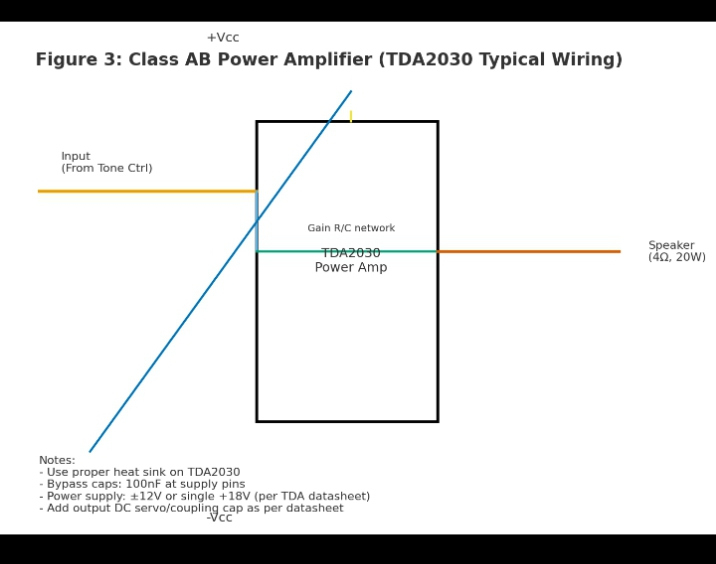 +Vcc
Figure 3: Class AB Power Amplifier (TDA2030 Typical Wiring)
Input
(From Tone Ctrl)
Gain R/C network
TDA2030
Power Amp
Speaker
(4Ω, 20W)
Notes:
- Use proper heat sink on TDA2030
- Bypass caps: 100nF at supply pins
- Power supply: ±12V or single +18V (per TDA datasheet)
- Add output DC servo/coupling cap as per datasheet
-Vcc